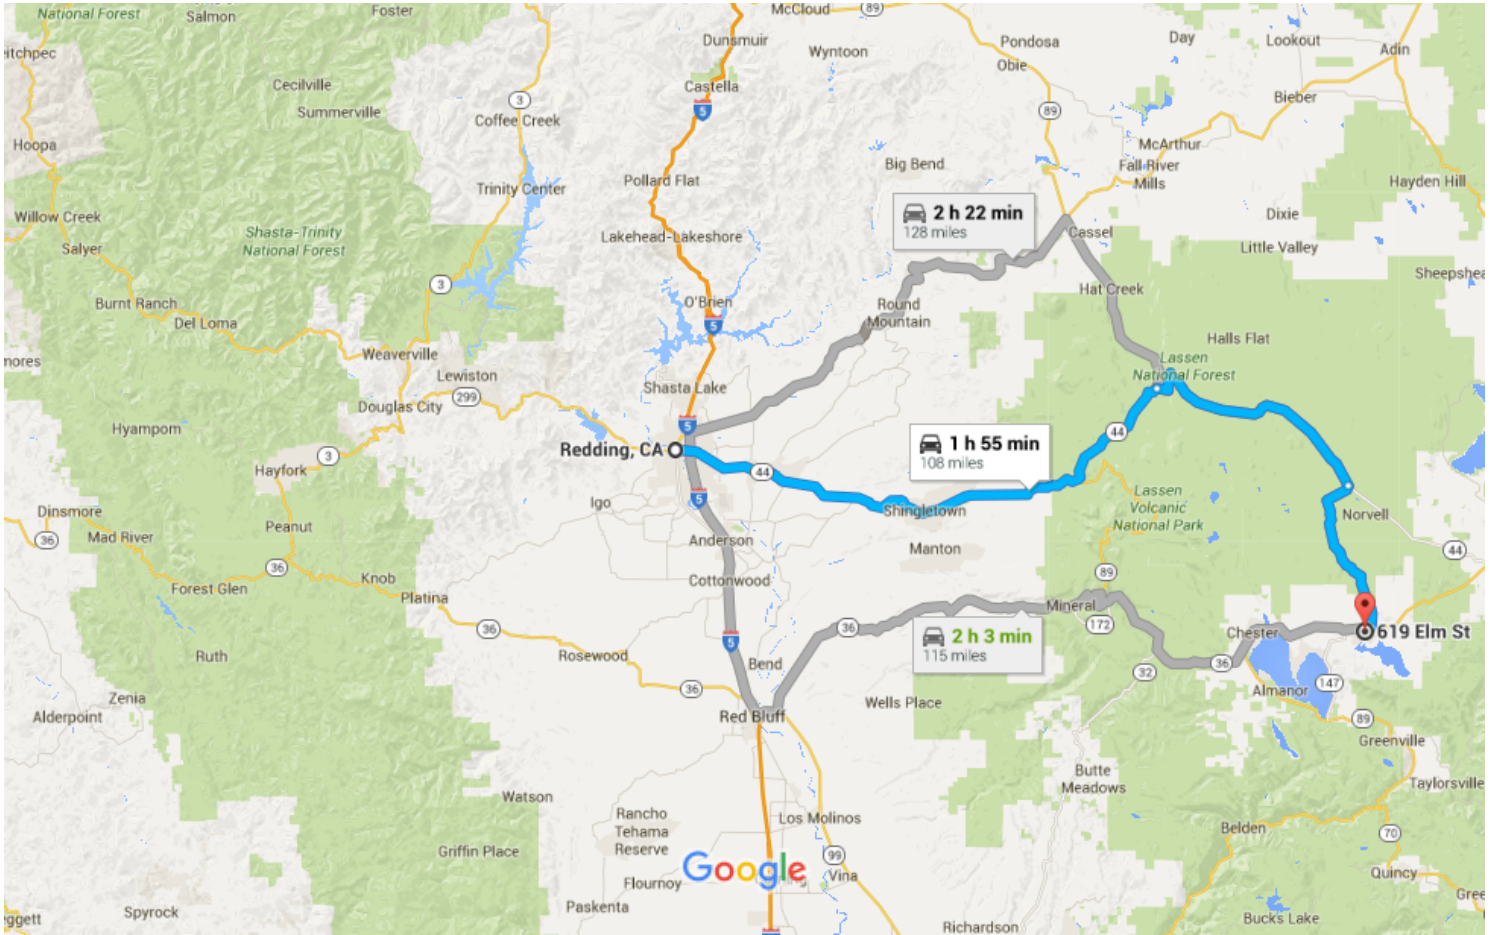 National Forest
Salmon
Foster
McCloud
89
Dunsmuir
Wyntoon
Pondosa
Day
Lookout
Adin
Obie
eitchpec
Cecilville
Castella
5
Bieber
3
Summerville
Coffee Creek
89
Hoopa
McArthur
Big Bend
Fall River
Mills
Pollard Flat
Trinity Center
Hayden Hill
Willow Creek
2 h 22 min
128 miles
Dixie
Shasta-Trinity
National Forest
Lakehead-Lakeshore
Cassel
Salyer
Little Valley
Sheepshea
3
Hat Creek
Burnt Ranch
O'Brien
Round
Mountain
Del Loma
5
Halls Flat
mores
Weaverville
Lassen
National Forest
Lewiston
Shasta Lake
299
Douglas City
Hyampom
5
44
Redding, CA
1 h 55 min
108 miles
3
Hayfork
44
5
Igo
Lassen
Volcanic
National Park
Dinsmore
Shingletown
Norvell
Peanut
36
Mad River
Anderson
Manton
44
36
Knob
Cottonwood
89
Forest Glen
Platina
Mineral
172
36
36
2 h 3 min
115 miles
Chester
619 Elm St
5
Ruth
Rosewood
Bend
36
32
147
36
Almanor
Zenia
Wells Place
Alderpoint
Red Bluff
89
Greenville
Butte
Meadows
Taylorsville
Watson
Rancho
Tehama
Reserve
Los Molinos
Belden
70
Griffin Place
99
Google
Flournoy
Vina
Quincy
Gree
Paskenta
Spyrock
eggett
Richardson
Bucks Lake